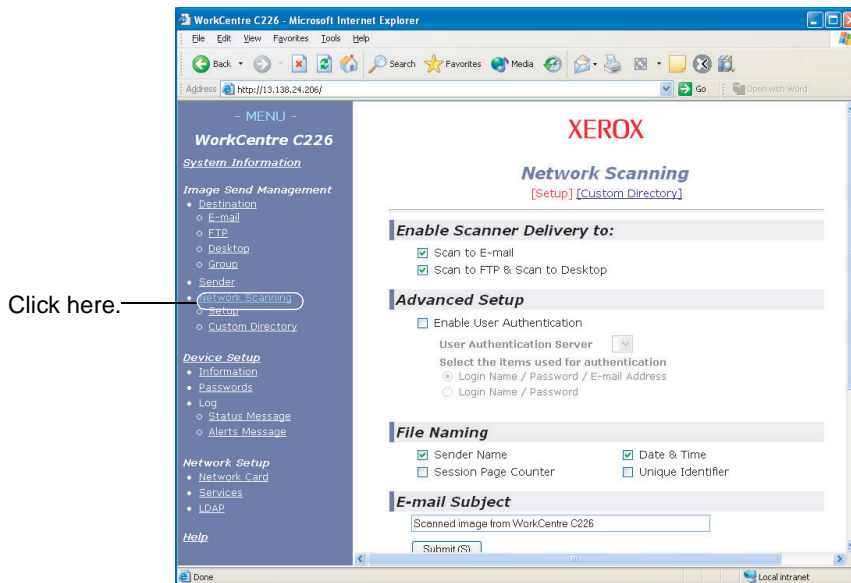 WorkCentre C226 - Microsoft Internet Explorer
File Edit View Favorites Tools Help
Back Search Favorites Media
Address http://13.138.24.206/ Go Open with Word
- MENU -
WorkCentre C226
System Information
Image Send Management
Destination
E-mail
FTP
Desktop
Group
Sender
Network Scanning
Setup
Custom Directory
Device Setup
Information
Passwords
Log
Status Message
Alerts Message
Network Setup
Network Card
Services
LDAP
Help
Click here.
XEROX
Network Scanning
[Setup] [Custom Directory]
Enable Scanner Delivery to:
Scan to E-mail
Scan to FTP & Scan to Desktop
Advanced Setup
Enable User Authentication
User Authentication Server
Select the items used for authentication
Login Name / Password / E-mail Address
Login Name / Password
File Naming
Sender Name Date & Time
Session Page Counter Unique Identifier
E-mail Subject
Scanned image from WorkCentre C226
Submit (S)
Done Local intranet